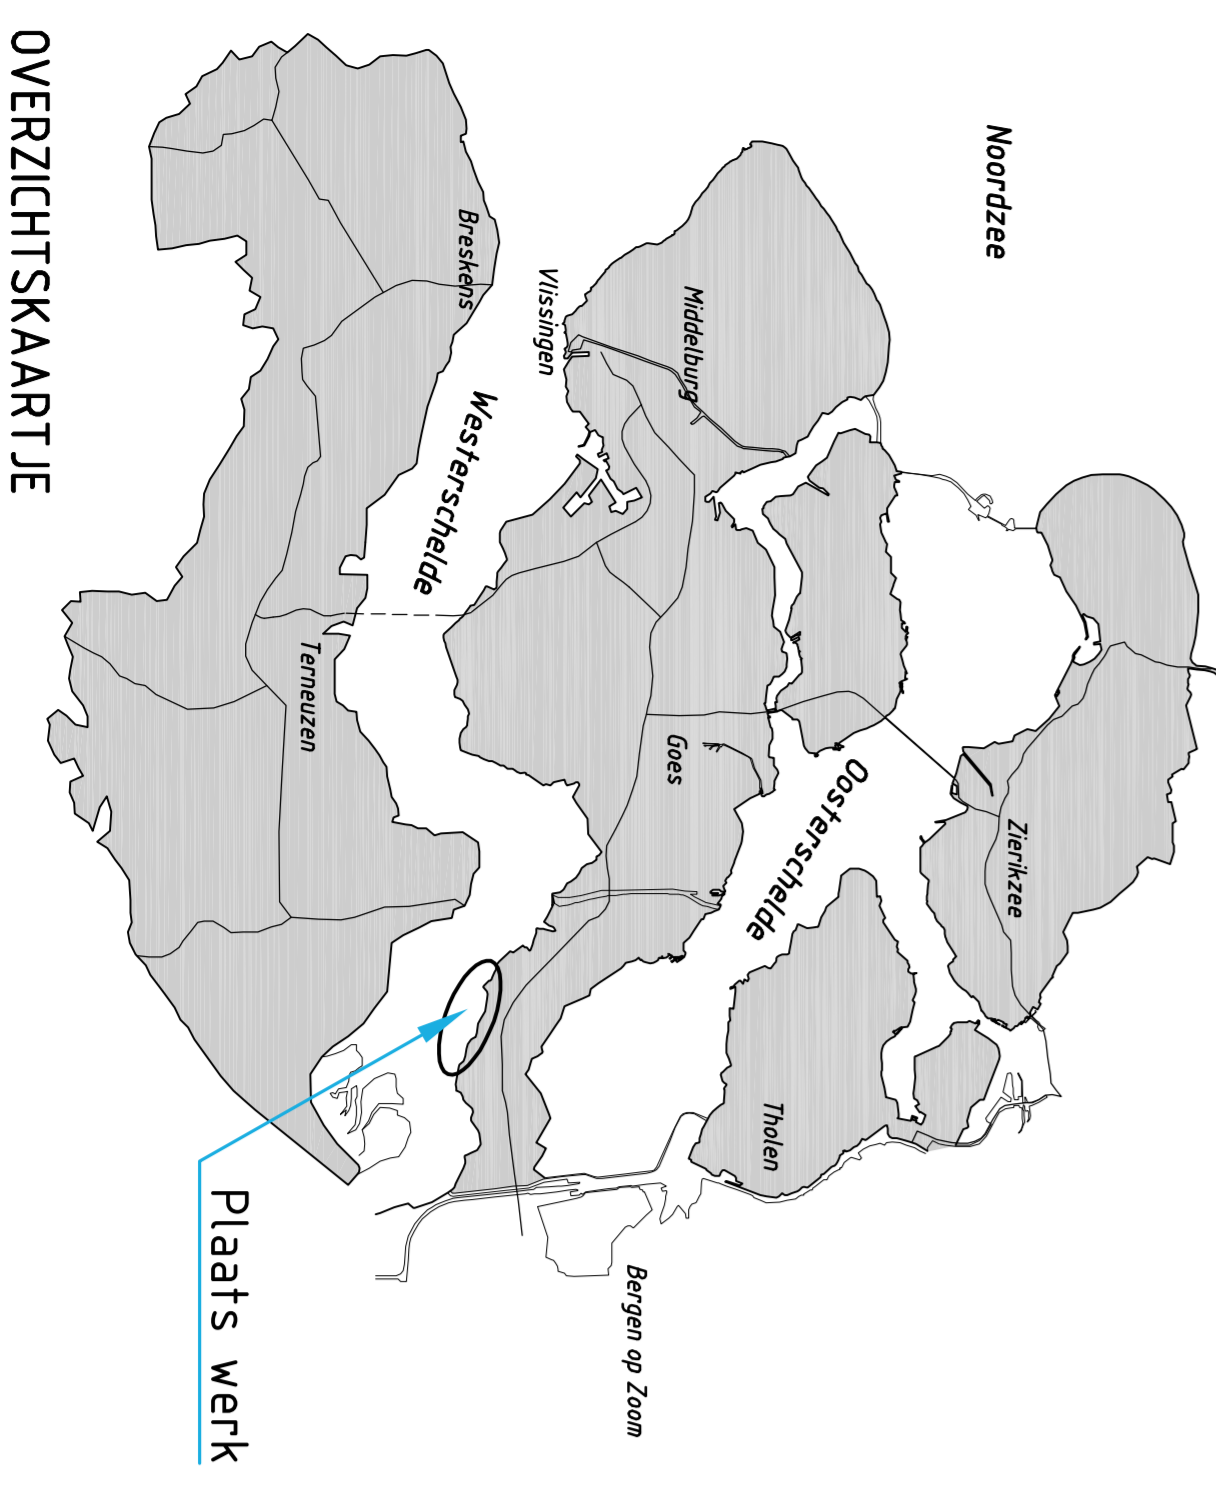 Noordzee
Zierikzee
Oosterschelde
Middelburg
Tholen
Goes
Vlissingen
Bergen op Zoom
Westerschelde
Breskens
Terneuzen
Plaats werk
OVERZICHTSKAARTJE